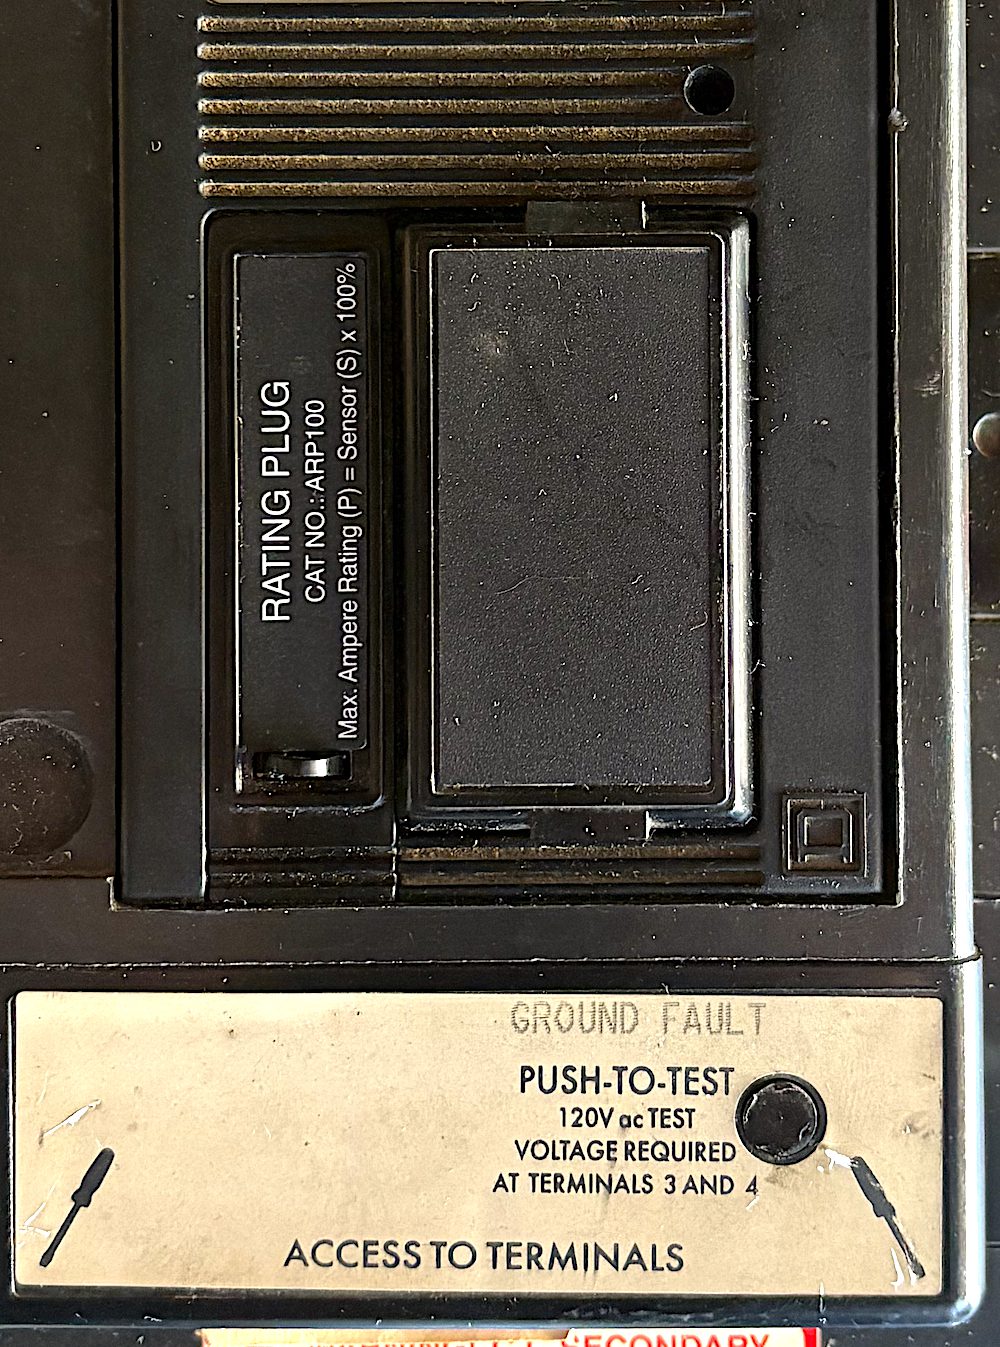 RATING PLUG
CAT NO.: ARP100
Max. Ampere Rating (P) = Sensor (S) x 100%
GROUND FAULT
PUSH-TO-TEST
120V ac TEST
VOLTAGE REQUIRED
AT TERMINALS 3 AND 4
ACCESS TO TERMINALS
SECONDARY